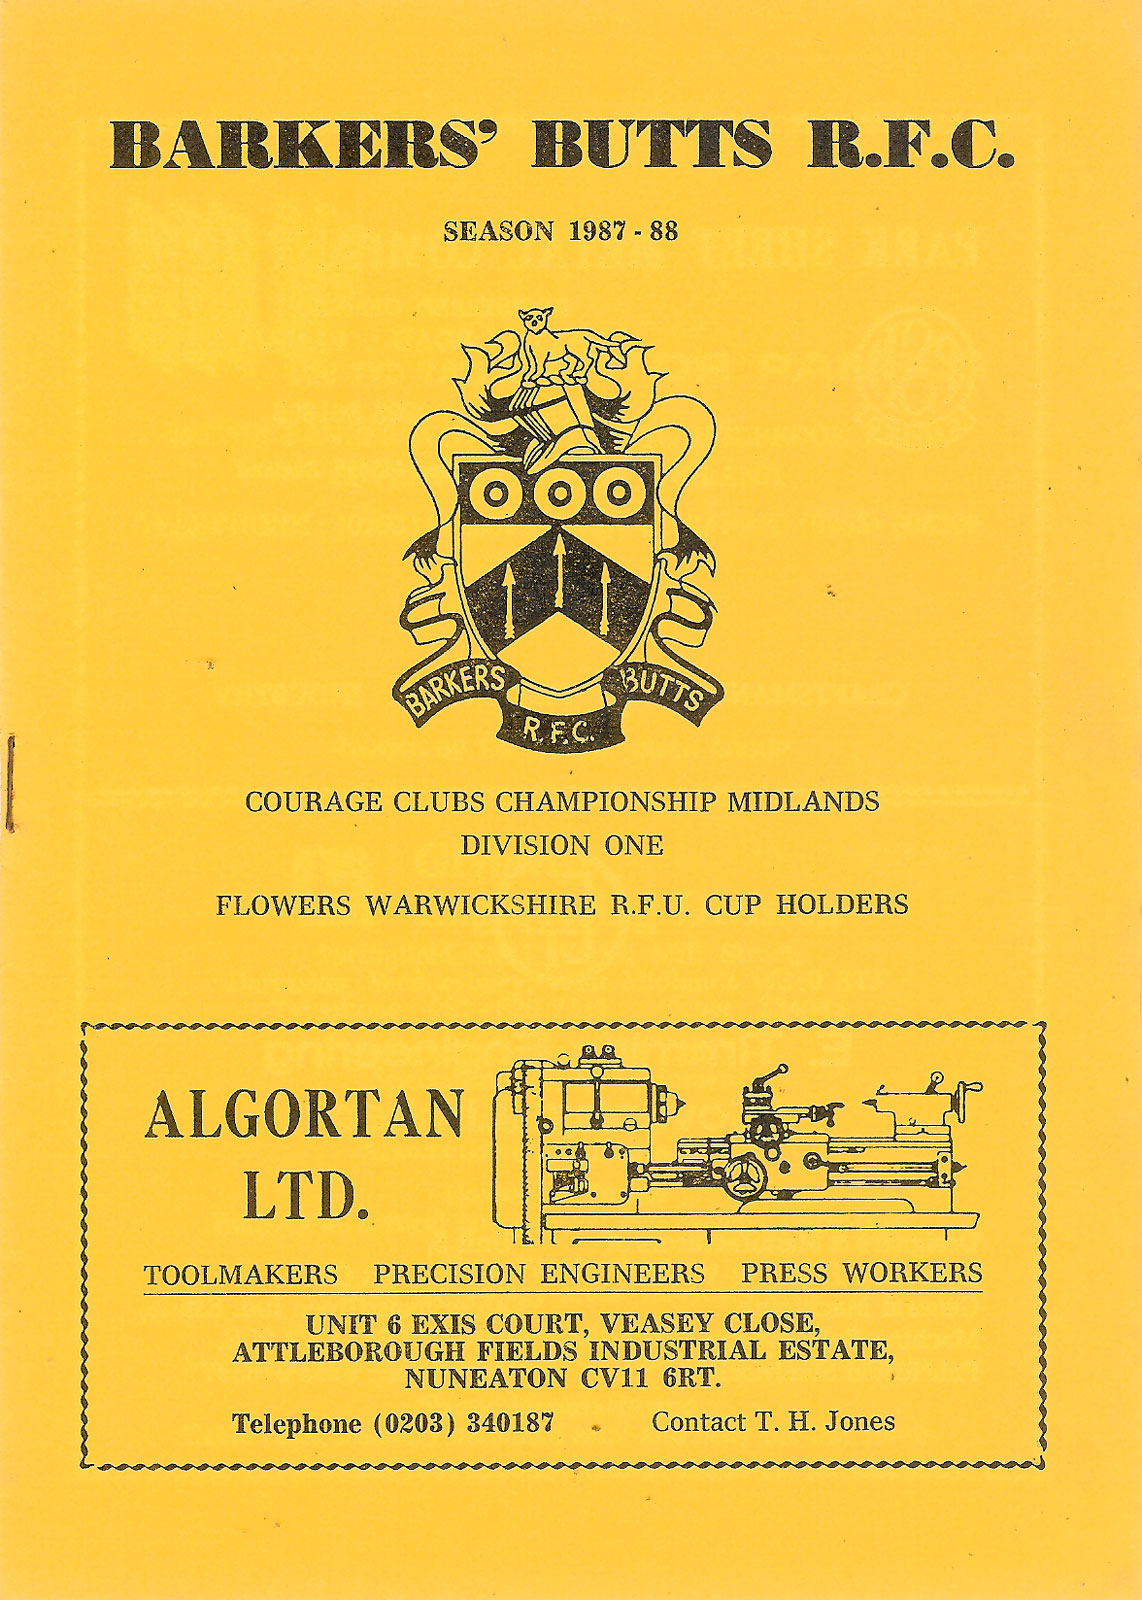 BARKERS' BUTTS R.F.C.
SEASON 1987 - 88
BARKERS BUTTS
R.F.C.
COURAGE CLUBS CHAMPIONSHIP MIDLANDS
DIVISION ONE
FLOWERS WARWICKSHIRE R.F.U. CUP HOLDERS
ALGORTAN
LTD.
TOOLMAKERS PRECISION ENGINEERS PRESS WORKERS
UNIT 6 EXIS COURT, VEASEY CLOSE,
ATTLEBOROUGH FIELDS INDUSTRIAL ESTATE,
NUNEATON CV11 6RT.
Telephone (0203) 340187 Contact T. H. Jones